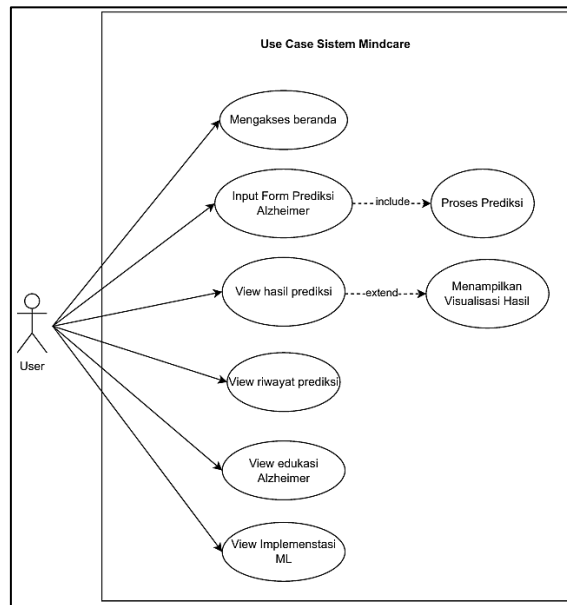 Use Case Sistem Mindcare
Mengakses beranda
Input Form Prediksi
Alzheimer
include
Proses Prediksi
View hasil prediksi
extend
Menampilkan
Visualisasi Hasil
User
View riwayat prediksi
View edukasi
Alzheimer
View Implemenstasi
ML